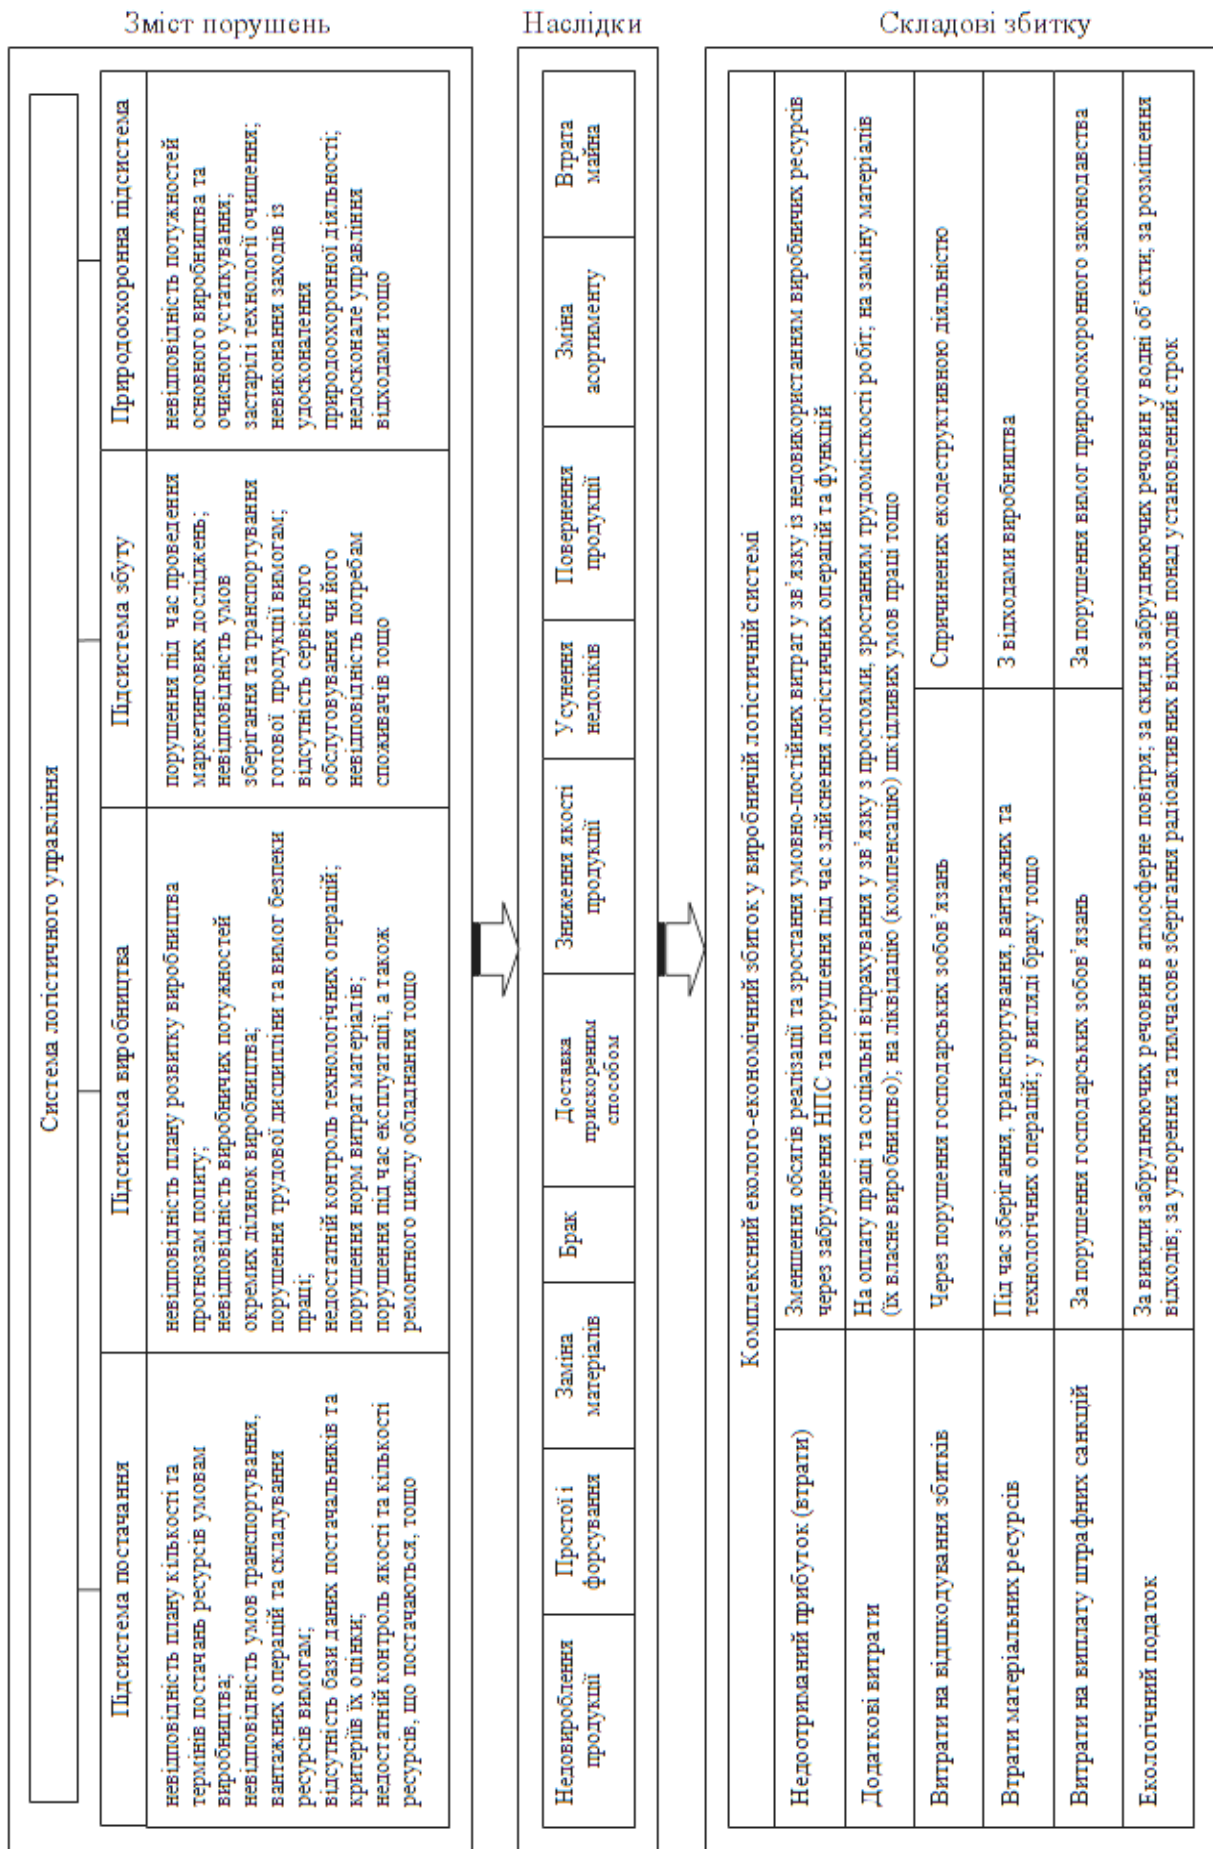 Зміст порушень
Наслідки
Складові збитку
Система логістичного управління
Підсистема постачання
невідповідність плану кількості та
термінів постачань ресурсів умовам
виробництва;
невідповідність умов транспортування,
вантажних операцій та складування
ресурсів вимогам;
відсутність бази даних постачальників та
критеріїв їх оцінки;
недостатній контроль якості та кількості
ресурсів, що постачаються, тощо
Підсистема виробництва
невідповідність плану розвитку виробництва
прогнозам попиту;
невідповідність виробничих потужностей
окремих ділянок виробництва;
порушення трудової дисципліни та вимог безпеки
праці;
недостатній контроль технологічних операцій;
порушення норм витрат матеріалів;
порушення під час експлуатації, а також
ремонтного циклу обладнання тощо
Підсистема збуту
порушення під час проведення
маркетингових досліджень;
невідповідність умов
зберігання та транспортування
готової продукції вимогам;
відсутність сервісного
обслуговування чи його
невідповідність потребам
споживачів тощо
Природоохоронна підсистема
невідповідність потужностей
основного виробництва та
очисного устаткування;
застарілі технології очищення;
невиконання заходів із
удосконалення
природоохоронної діяльності;
недосконале управління
відходами тощо
Недовироблення
продукції
Простої і
форсування
Заміна
матеріалів
Брак
Доставка
прискореним
способом
Зниження якості
продукції
Усунення
недоліків
Повернення
продукції
Зміна
асортименту
Втрата
майна
Комплексний еколого-економічний збиток у виробничій логістичній системі
Недоотриманий прибуток (втрати)
Зменшення обсягів реалізації та зростання умовно-постійних витрат у зв'язку із недовикористанням виробничих ресурсів
через забруднення НПС та порушення під час здійснення логістичних операцій та функцій
Додаткові витрати
На оплату праці та соціальні відрахування у зв'язку з простоями, зростанням трудомісткості робіт; на заміну матеріалів
(їх власне виробництво); на ліквідацію (компенсацію) шкідливих умов праці тощо
Витрати на відшкодування збитків
Через порушення господарських зобов'язань
Спричинених екодеструктивною діяльністю
Втрати матеріальних ресурсів
Під час зберігання, транспортування, вантажних та
технологічних операцій; у вигляді браку тощо
З відходами виробництва
Витрати на виплату штрафних санкцій
За порушення господарських зобов'язань
За порушення вимог природоохоронного законодавства
Екологічний податок
За викиди забруднюючих речовин в атмосферне повітря; за скиди забруднюючих речовин у водні об'єкти; за розміщення
відходів; за утворення та тимчасове зберігання радіоактивних відходів понад установлений строк